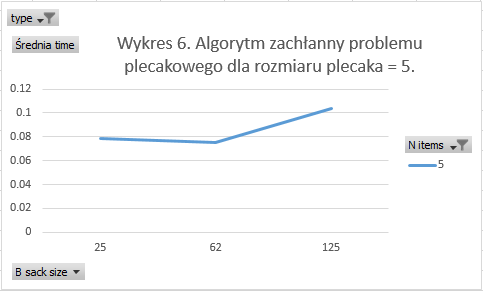 type
Średnia time
Wykres 6. Algorytm zachłanny problemu
plecakowego dla rozmiaru plecaka = 5.
0.12
0.1
0.08
0.06
0.04
0.02
0
25 62 125
N items
5
B sack size